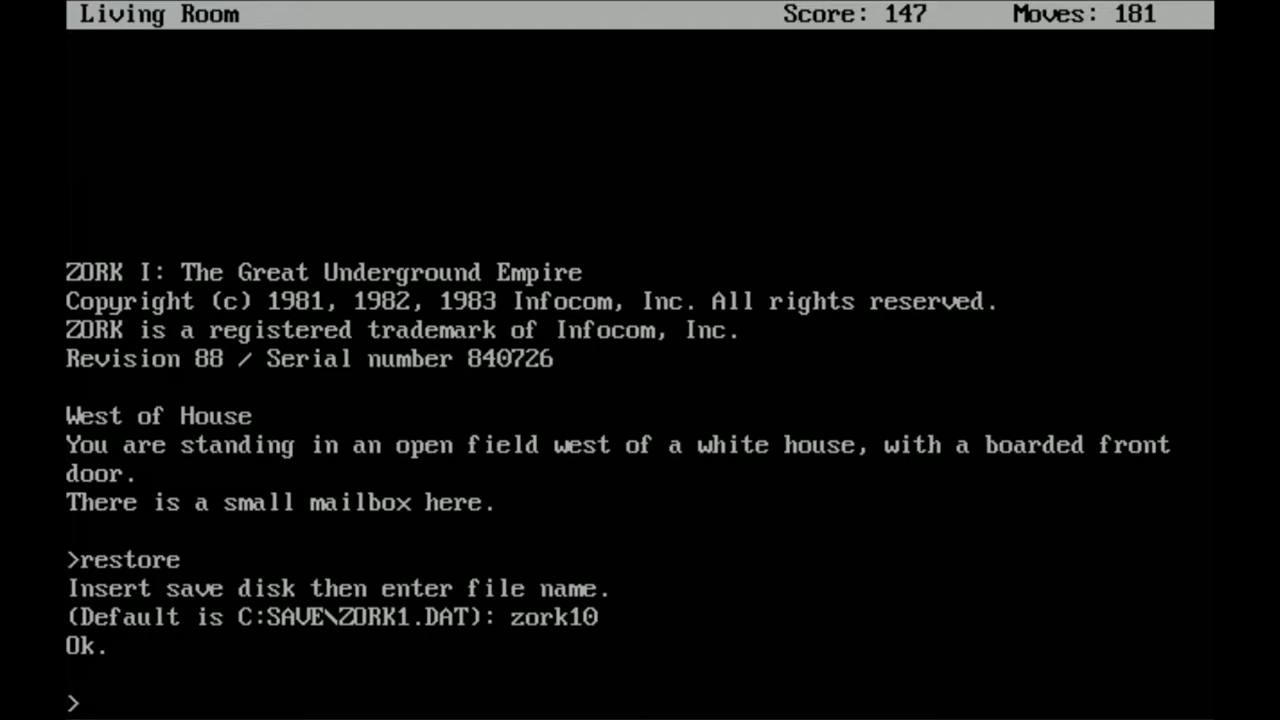 Living Room Score: 147 Moves: 181
ZORK I: The Great Underground Empire
Copyright (c) 1981, 1982, 1983 Infocom, Inc. All rights reserved.
ZORK is a registered trademark of Infocom, Inc.
Revision 88 / Serial number 840726
West of House
You are standing in an open field west of a white house, with a boarded front
door.
There is a small mailbox here.
>restore
Insert save disk then enter file name.
(Default is C:SAVE\ZORK1.DAT): zork10
Ok.
>